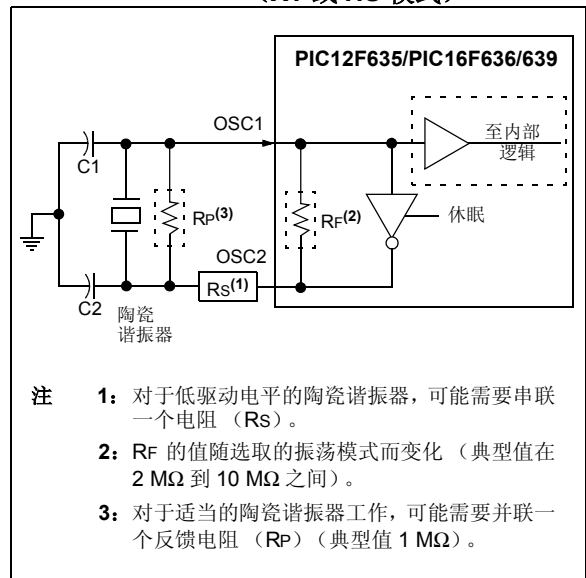 PIC12F635/PIC16F636/639
OSC1
至内部
逻辑
C1
RP(3)
RF(2)
休眠
OSC2
RS(1)
C2
陶瓷
谐振器
注 1：对于低驱动电平的陶瓷谐振器，可能需要串联
一个电阻 （RS）。
2：RF 的值随选取的振荡模式而变化 （典型值在
2 MΩ 到 10 MΩ 之间）。
3：对于适当的陶瓷谐振器工作，可能需要并联一
个反馈电阻 （RP）（典型值 1 MΩ）。